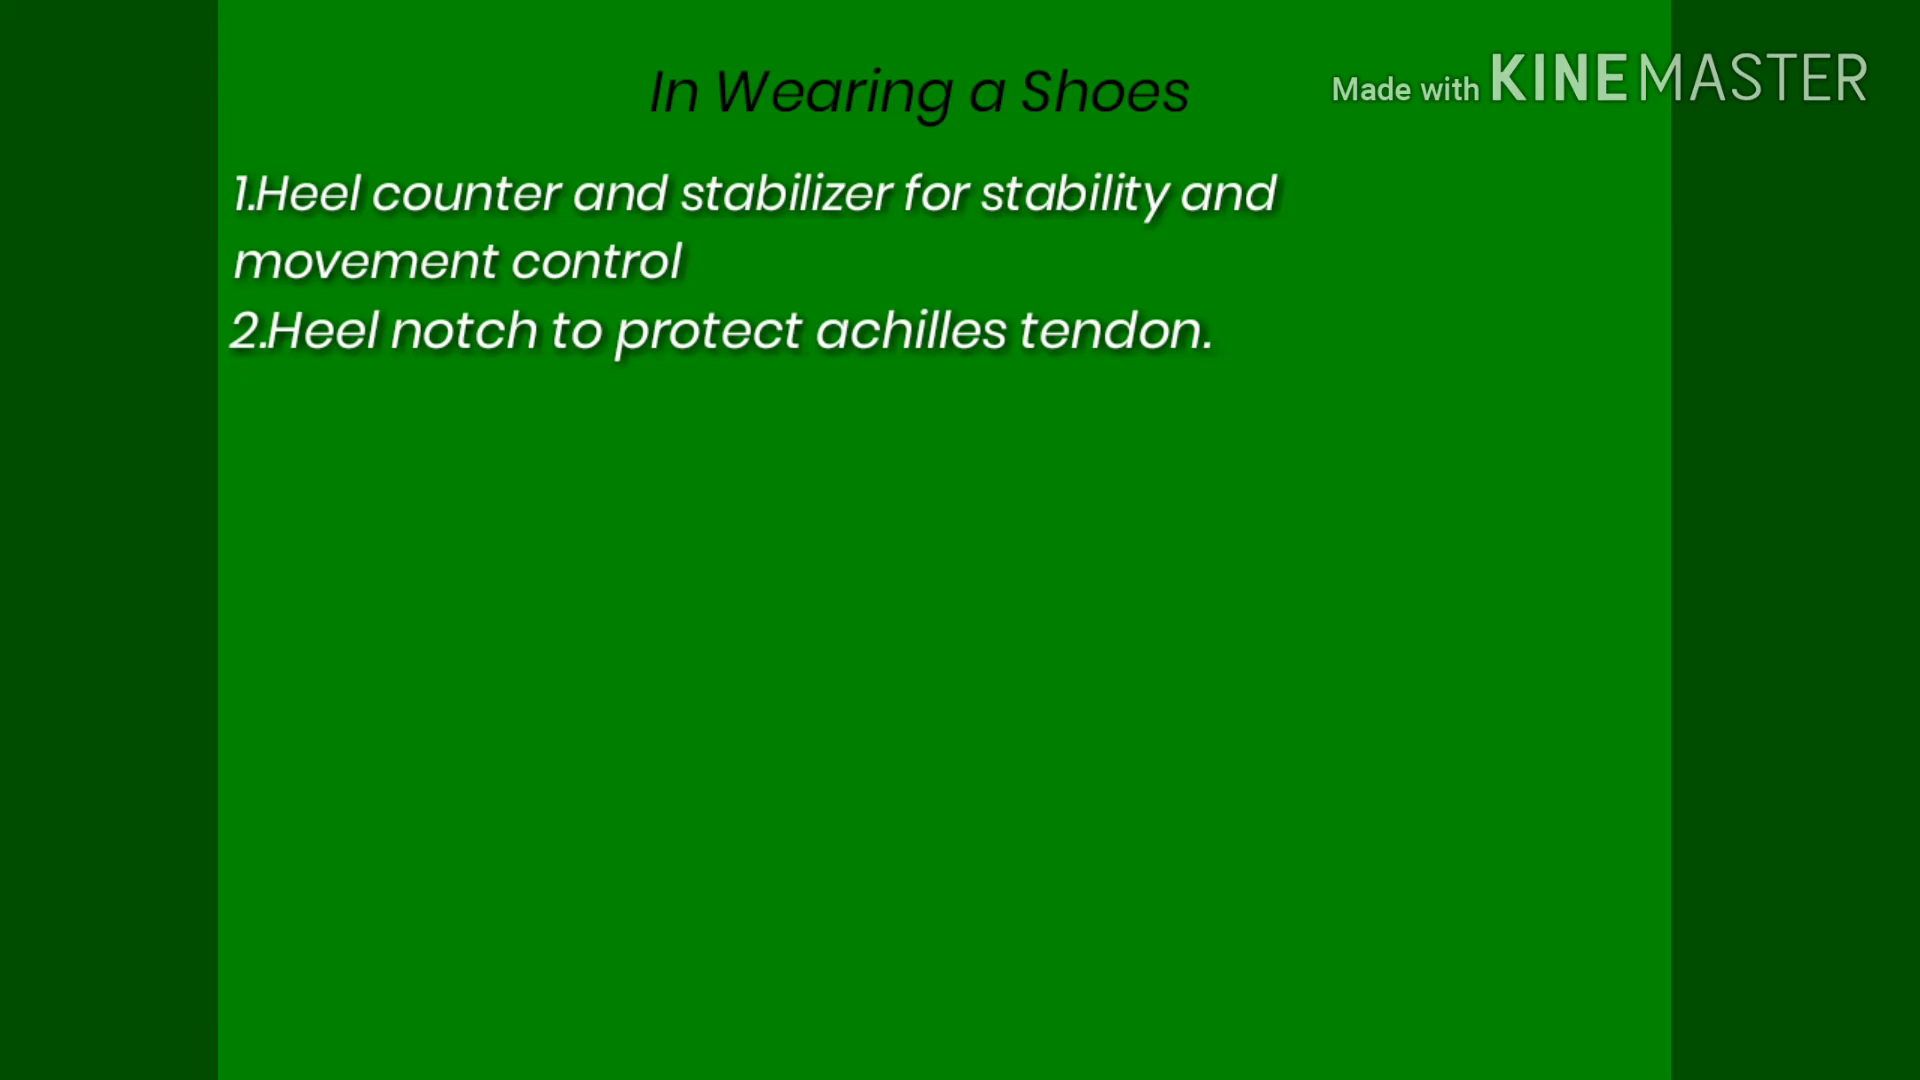 In Wearing a Shoes
Made with KINEMASTER
1.Heel counter and stabilizer for stability and
movement control
2.Heel notch to protect achilles tendon.